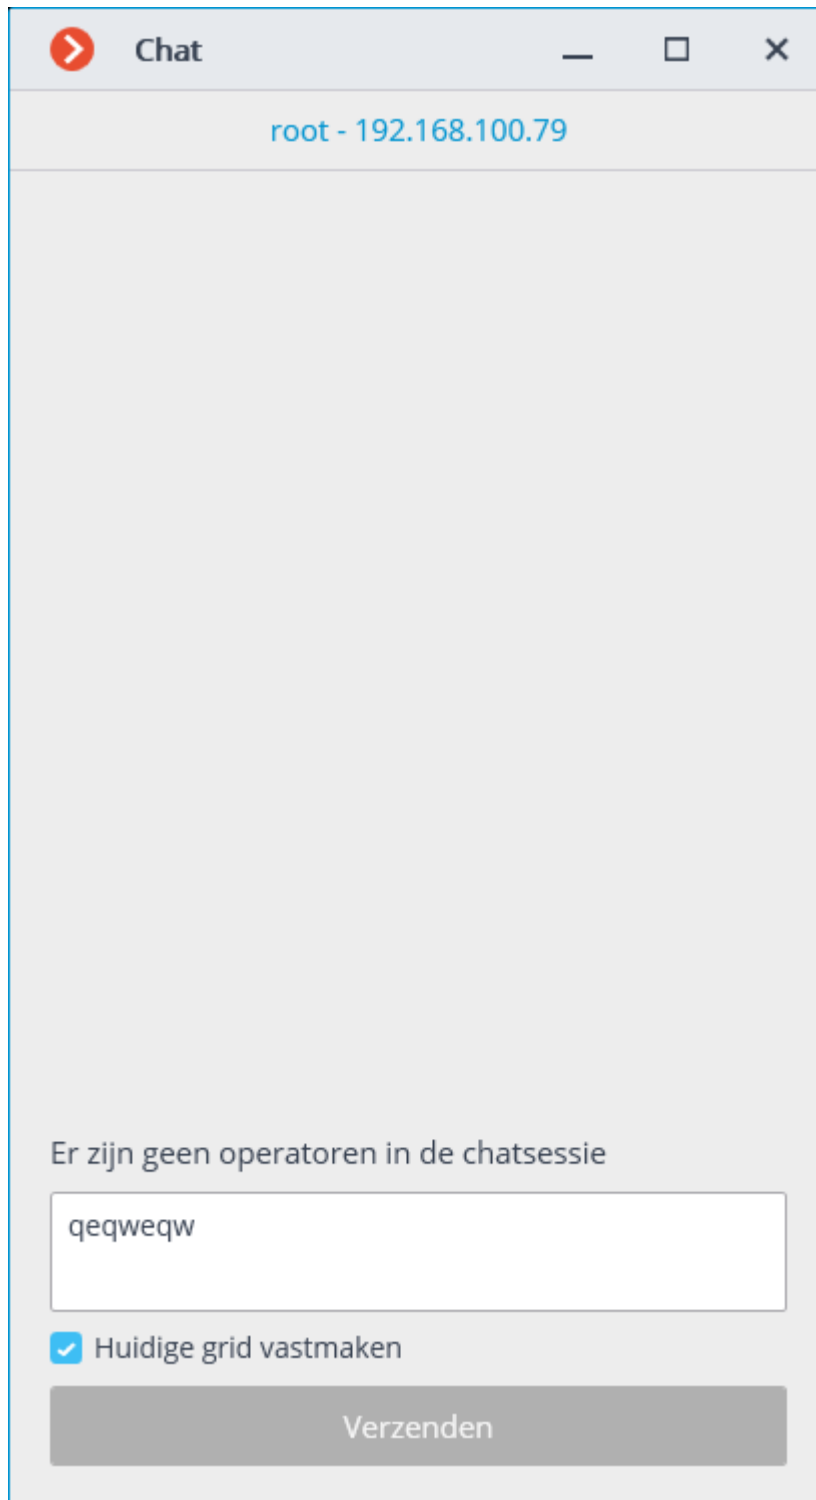 Chat
root - 192.168.100.79
Er zijn geen operatoren in de chatsessie
qeqweqw
Huidige grid vastmaken
Verzenden